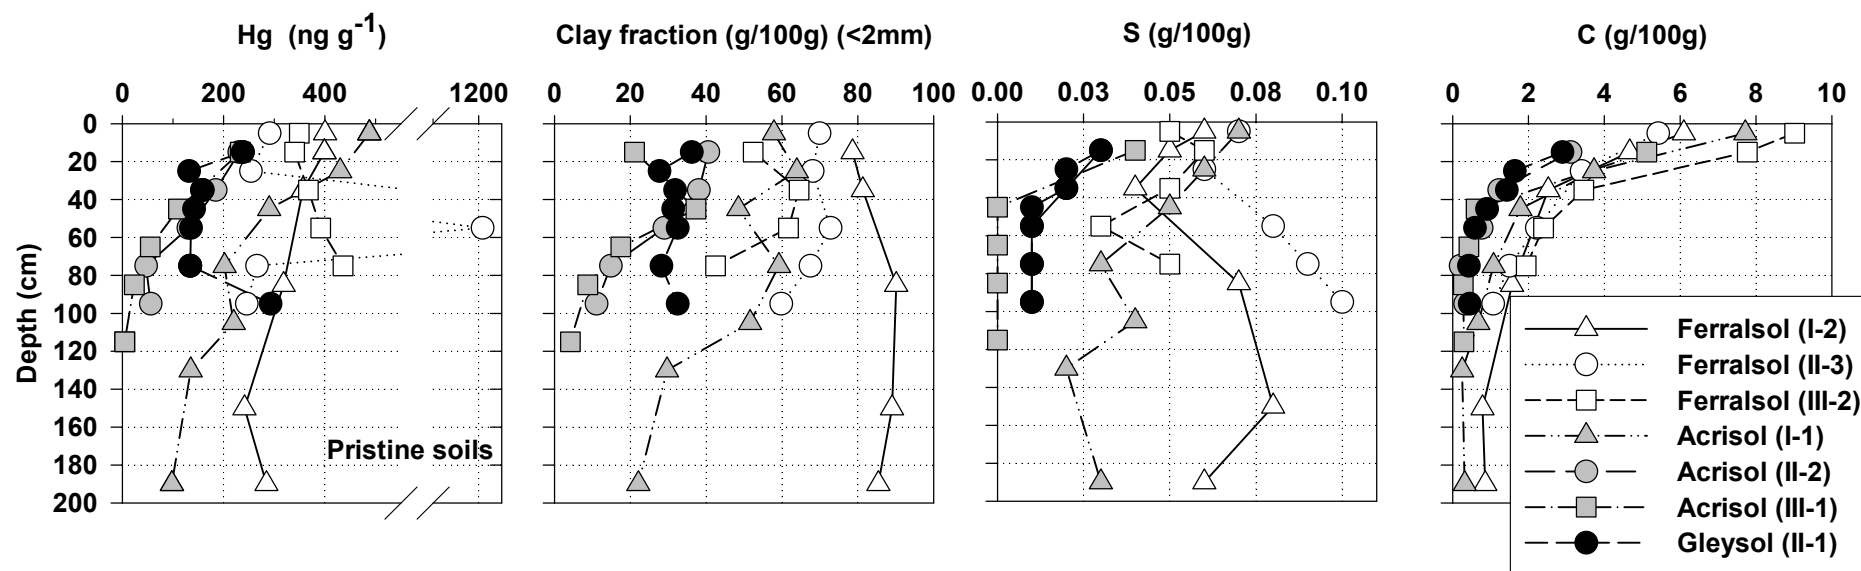 Hg (ng g-1)
Clay fraction (g/100g) (<2mm)
S (g/100g)
C (g/100g)
0 200 400 1200
0 20 40 60 80 100
0.00 0.03 0.05 0.08 0.10
0 2 4 6 8 10
Depth (cm)
0
20
40
60
80
100
120
140
160
180
200
Pristine soils
Ferralsol (I-2)
Ferralsol (II-3)
Ferralsol (III-2)
Acrisol (I-1)
Acrisol (II-2)
Acrisol (III-1)
Gleysol (II-1)